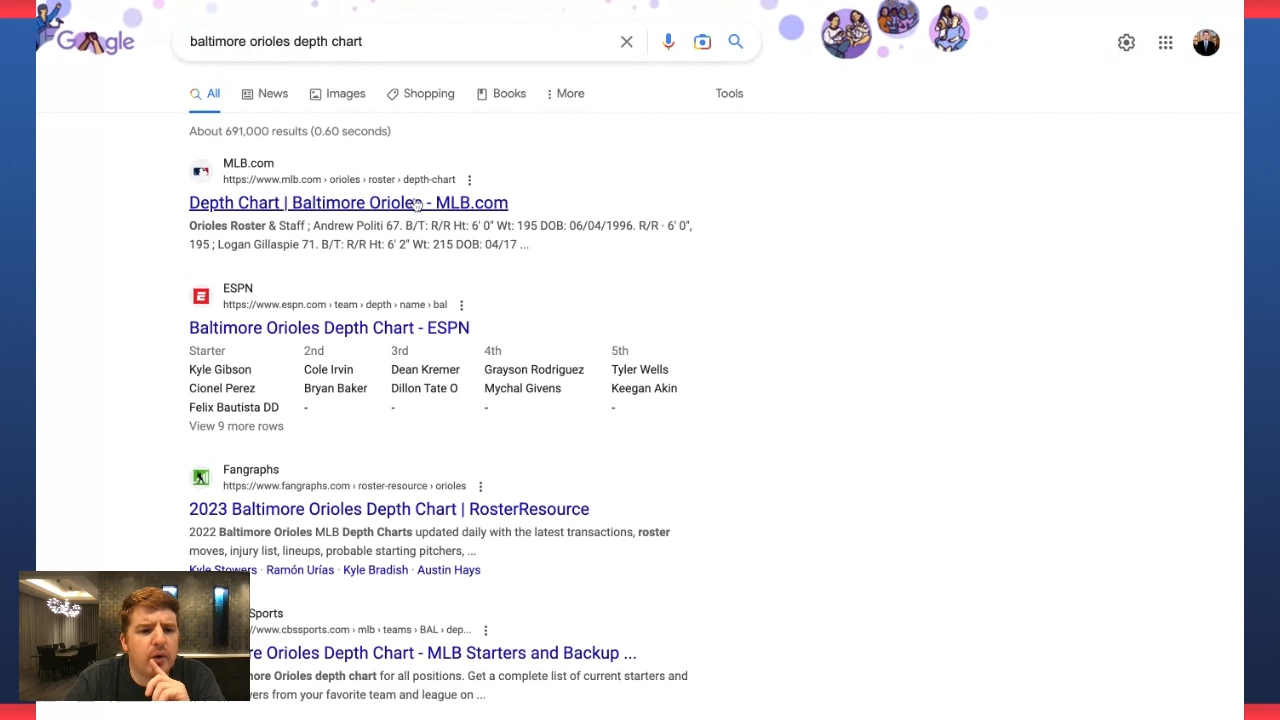 Google
baltimore orioles depth chart
All News Images Shopping Books More Tools
About 691,000 results (0.60 seconds)
MLB.com
https://www.mlb.com › orioles › roster › depth-chart
Depth Chart | Baltimore Orioles - MLB.com
Orioles Roster & Staff ; Andrew Politi 67. B/T: R/R Ht: 6' 0" Wt: 195 DOB: 06/04/1996. R/R · 6' 0",
195 ; Logan Gillaspie 71. B/T: R/R Ht: 6' 2" Wt: 215 DOB: 04/17 ...
ESPN
https://www.espn.com › team › depth › name › bal
Baltimore Orioles Depth Chart - ESPN
Starter 2nd 3rd 4th 5th
Kyle Gibson Cole Irvin Dean Kremer Grayson Rodriguez Tyler Wells
Cionel Perez Bryan Baker Dillon Tate O Mychal Givens Keegan Akin
Felix Bautista DD - - - -
View 9 more rows
Fangraphs
https://www.fangraphs.com › roster-resource › orioles
2023 Baltimore Orioles Depth Chart | RosterResource
2022 Baltimore Orioles MLB Depth Charts updated daily with the latest transactions, roster
moves, injury list, lineups, probable starting pitchers, ...
Kyle Stowers · Ramón Urías · Kyle Bradish · Austin Hays
Sports
//www.cbssports.com › mlb › teams › BAL › dep...
re Orioles Depth Chart - MLB Starters and Backup ...
more Orioles depth chart for all positions. Get a complete list of current starters and
yers from your favorite team and league on ...